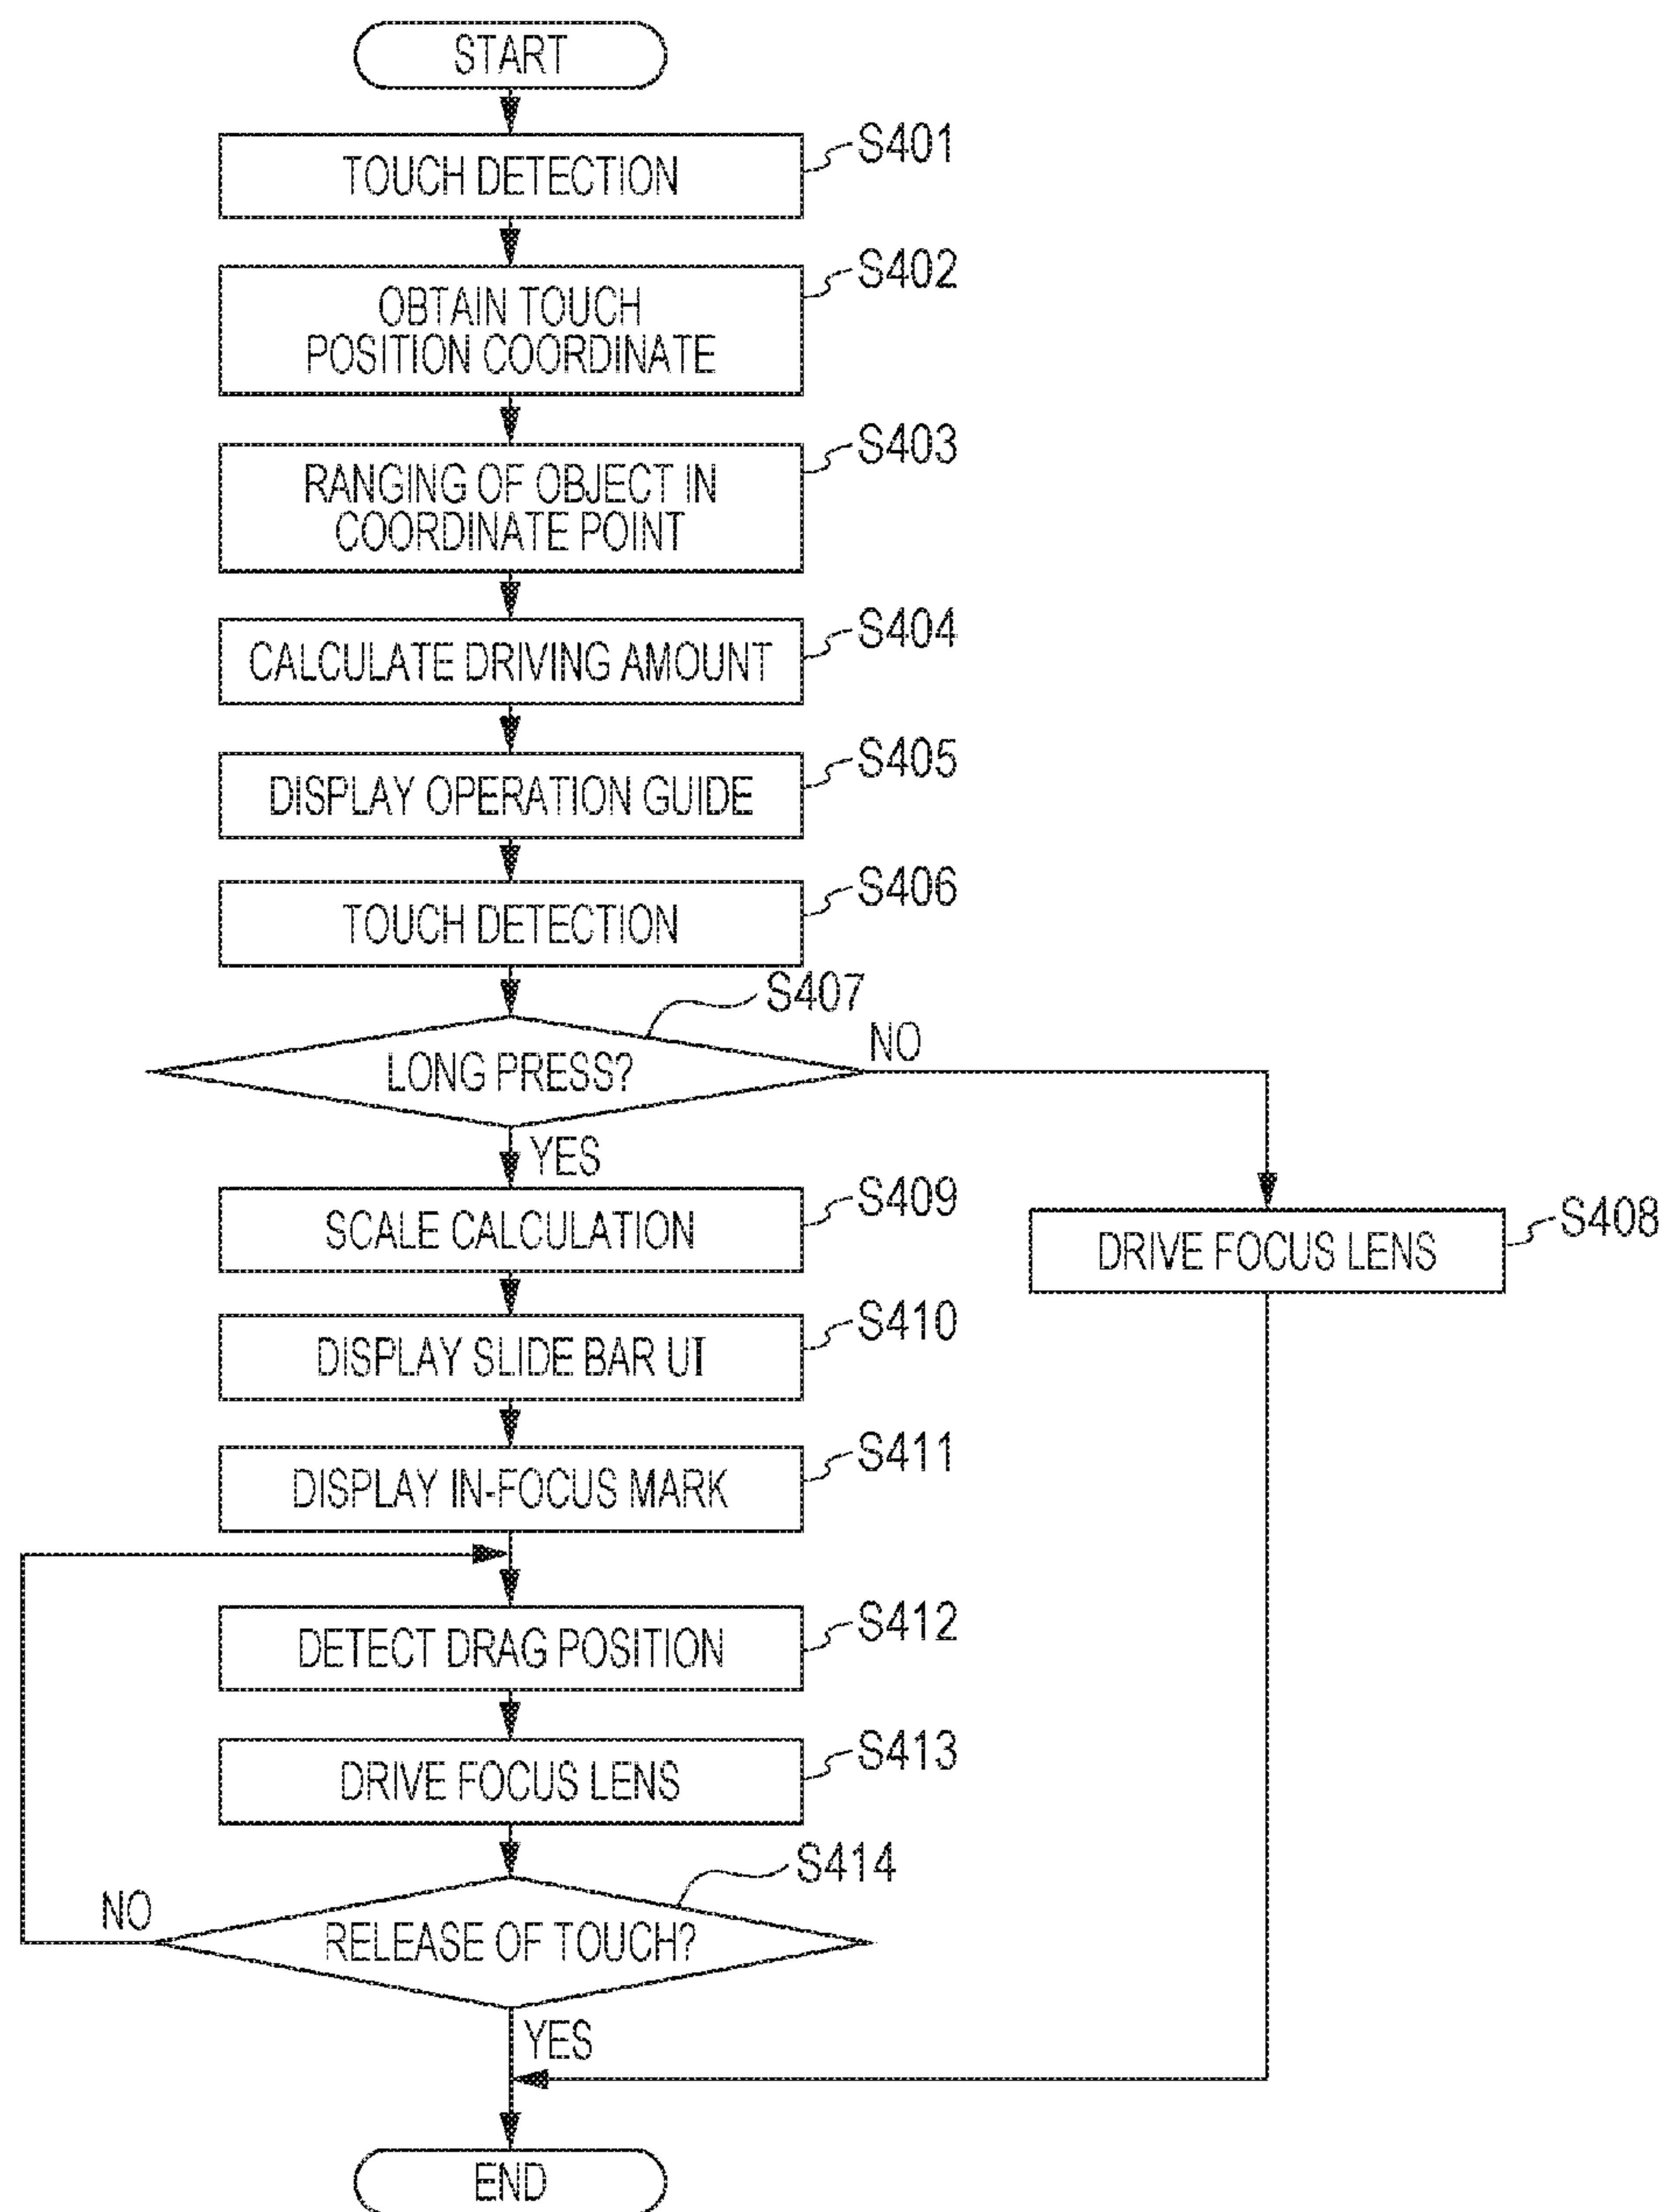 START
TOUCH DETECTION
S401
OBTAIN TOUCH
POSITION COORDINATE
S402
RANGING OF OBJECT IN
COORDINATE POINT
S403
CALCULATE DRIVING AMOUNT
S404
DISPLAY OPERATION GUIDE
S405
TOUCH DETECTION
S406
LONG PRESS?
S407
NO
YES
SCALE CALCULATION
S409
DRIVE FOCUS LENS
S408
DISPLAY SLIDE BAR UI
S410
DISPLAY IN-FOCUS MARK
S411
DETECT DRAG POSITION
S412
DRIVE FOCUS LENS
S413
RELEASE OF TOUCH?
S414
NO
YES
END